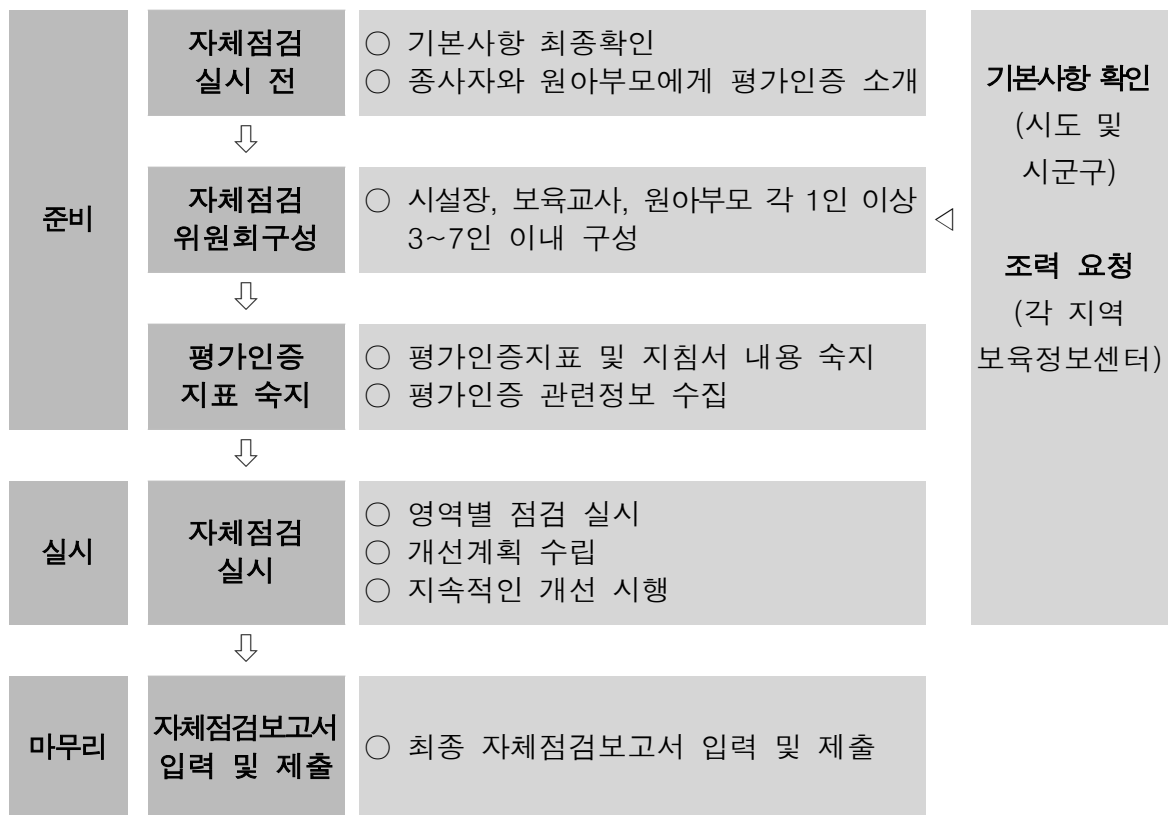 준비
자체점검
실시 전
○ 기본사항 최종확인
○ 종사자와 원아부모에게 평가인증 소개
⇩
자체점검
위원회구성
○ 시설장, 보육교사, 원아부모 각 1인 이상
3~7인 이내 구성
⇩
평가인증
지표 숙지
○ 평가인증지표 및 지침서 내용 숙지
○ 평가인증 관련정보 수집
⇩
실시
자체점검
실시
○ 영역별 점검 실시
○ 개선계획 수립
○ 지속적인 개선 시행
⇩
마무리
자체점검보고서
입력 및 제출
○ 최종 자체점검보고서 입력 및 제출
◁
기본사항 확인
(시도 및
시군구)
조력 요청
(각 지역
보육정보센터)